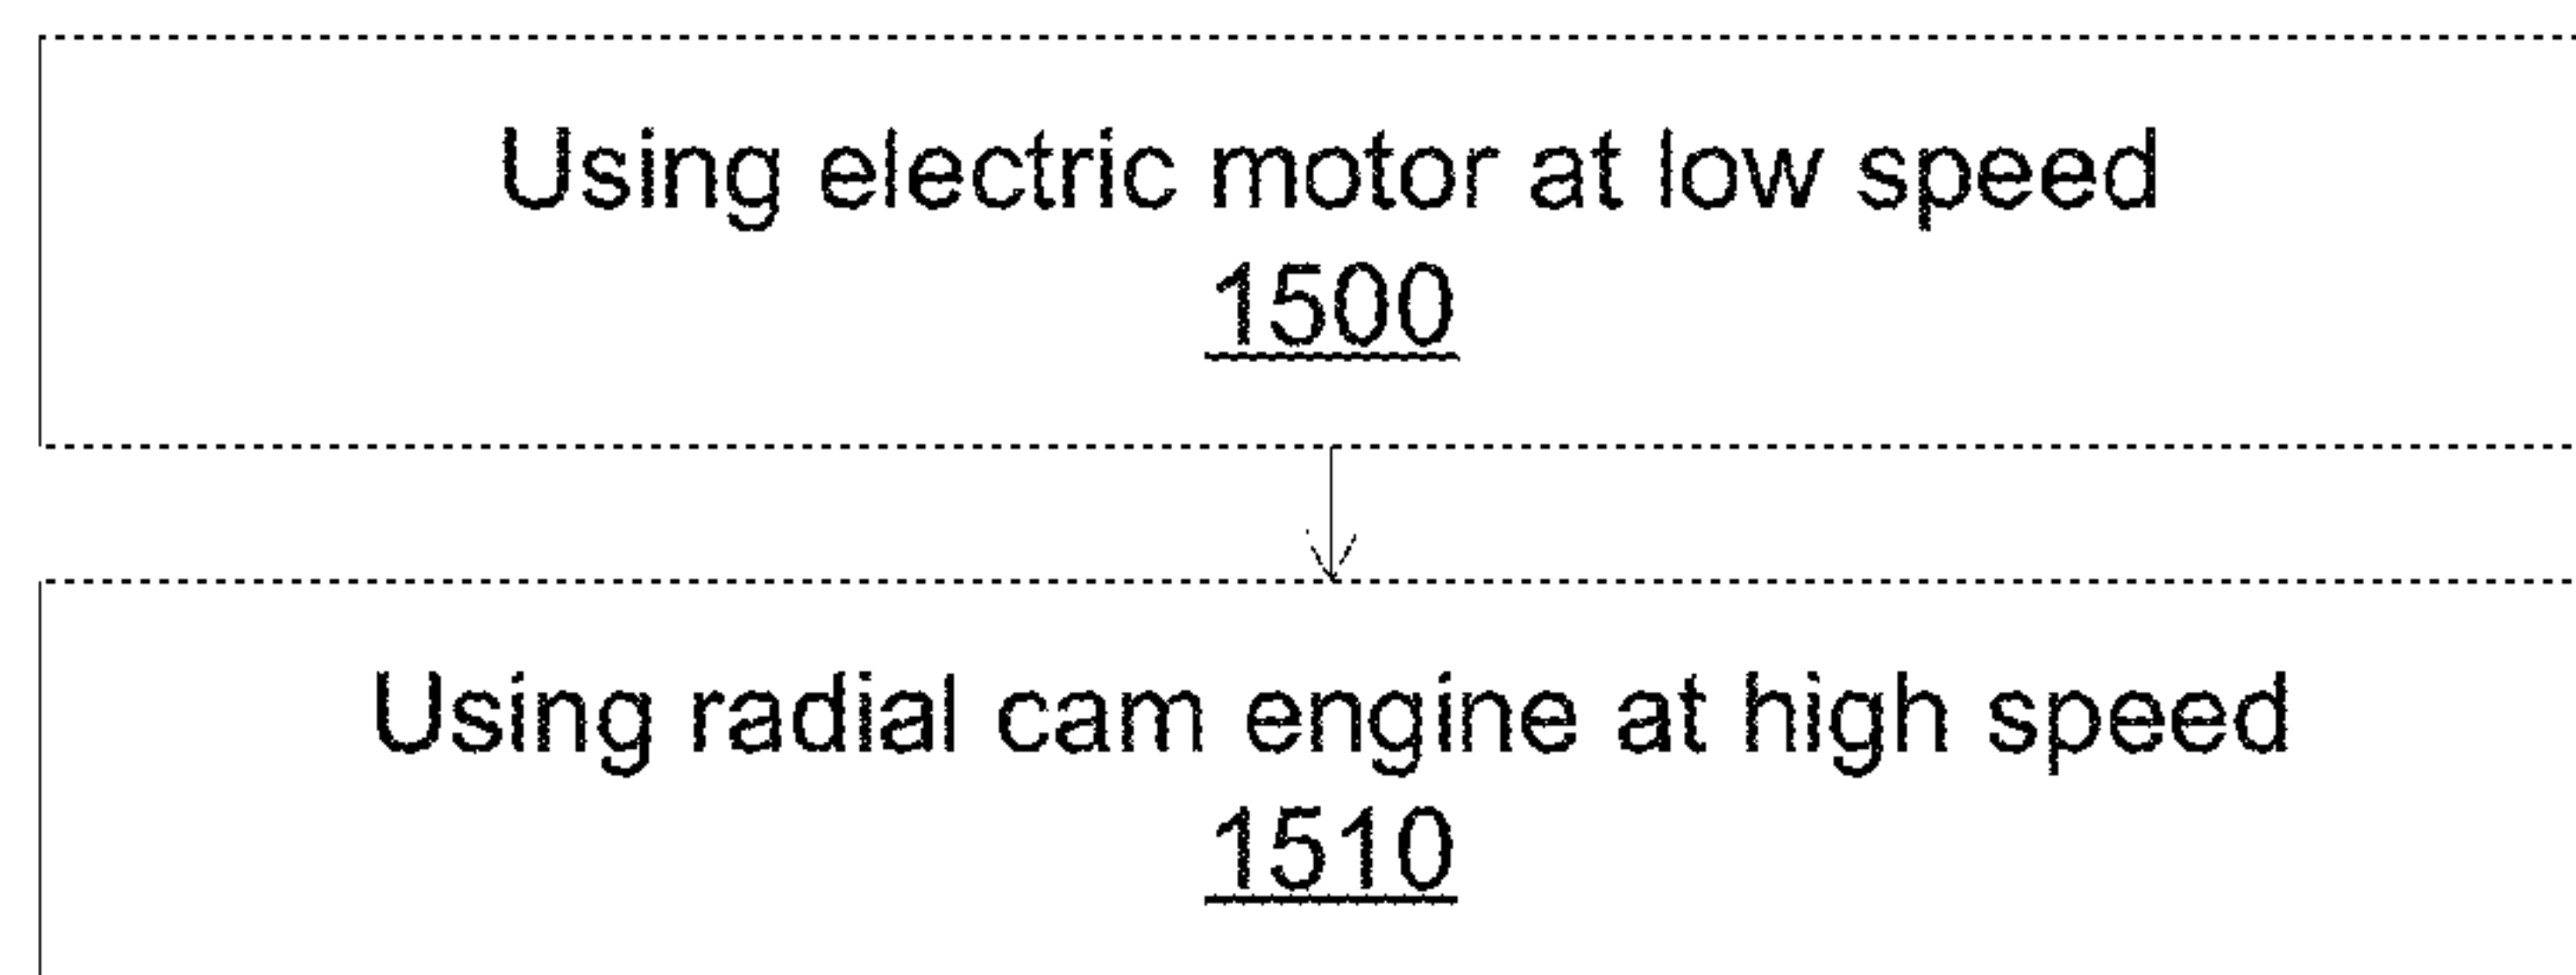 Using electric motor at low speed
1500
Using radial cam engine at high speed
1510